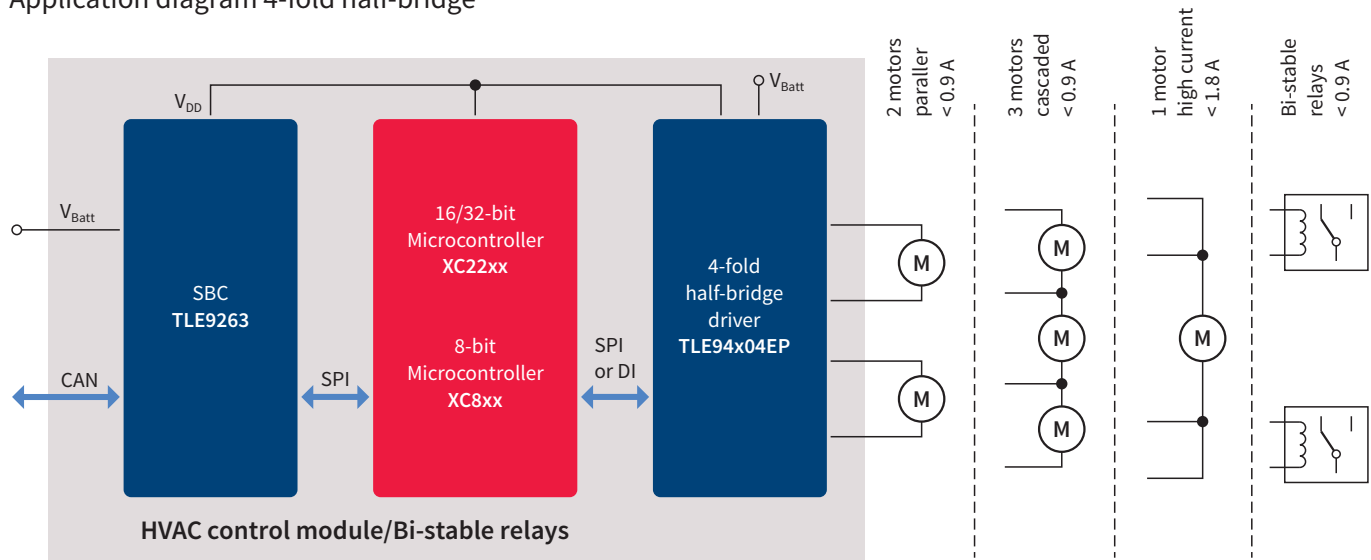 Application diagram 4-fold half-bridge
2 motors
paraller
< 0.9 A
3 motors
cascaded
< 0.9 A
1 motor
high current
< 1.8 A
Bi-stable
relays
< 0.9 A
VDD
VBatt
VBatt
SBC
TLE9263
16/32-bit
Microcontroller
XC22xx
8-bit
Microcontroller
XC8xx
4-fold
half-bridge
driver
TLE94x04EP
CAN
SPI
SPI
or DI
M
M
M
M
M
M
HVAC control module/Bi-stable relays